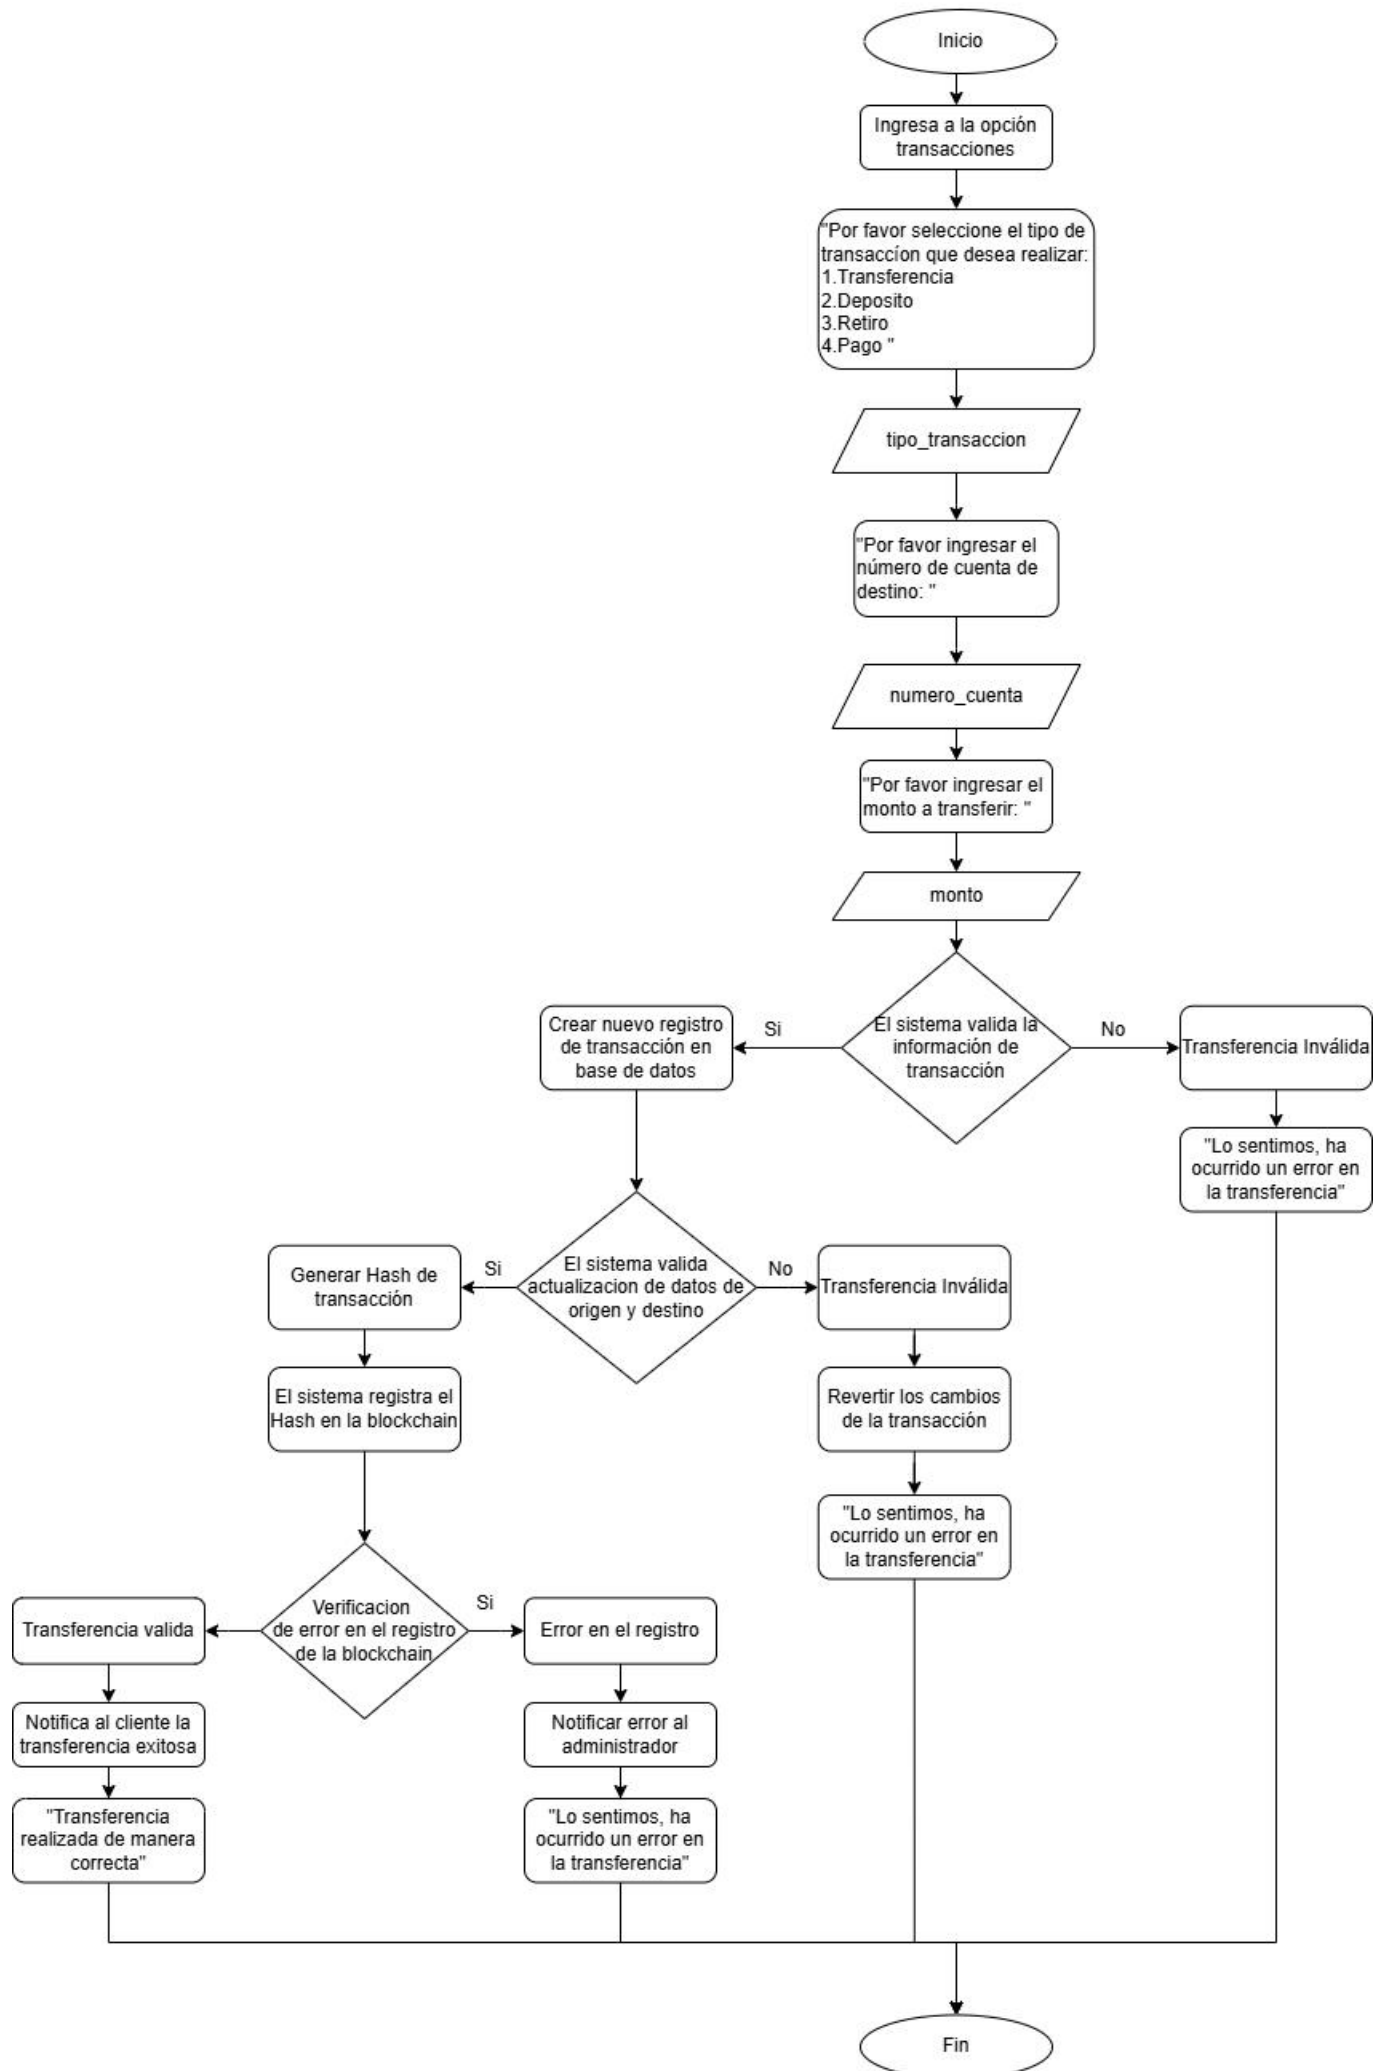 Inicio
Ingresa a la opción
transacciones
"Por favor seleccione el tipo de
transaccíon que desea realizar:
1.Transferencia
2.Deposito
3.Retiro
4.Pago "
tipo_transaccion
"Por favor ingresar el
número de cuenta de
destino: "
numero_cuenta
"Por favor ingresar el
monto a transferir: "
monto
El sistema valida la
información de
transacción
Si
No
Crear nuevo registro
de transacción en
base de datos
Transferencia Inválida
"Lo sentimos, ha
ocurrido un error en
la transferencia"
El sistema valida
actualizacion de datos de
origen y destino
Si
No
Generar Hash de
transacción
Transferencia Inválida
El sistema registra el
Hash en la blockchain
Revertir los cambios
de la transacción
"Lo sentimos, ha
ocurrido un error en
la transferencia"
Verificacion
de error en el registro
de la blockchain
Si
Transferencia valida
Error en el registro
Notifica al cliente la
transferencia exitosa
Notificar error al
administrador
"Transferencia
realizada de manera
correcta"
"Lo sentimos, ha
ocurrido un error en
la transferencia"
Fin